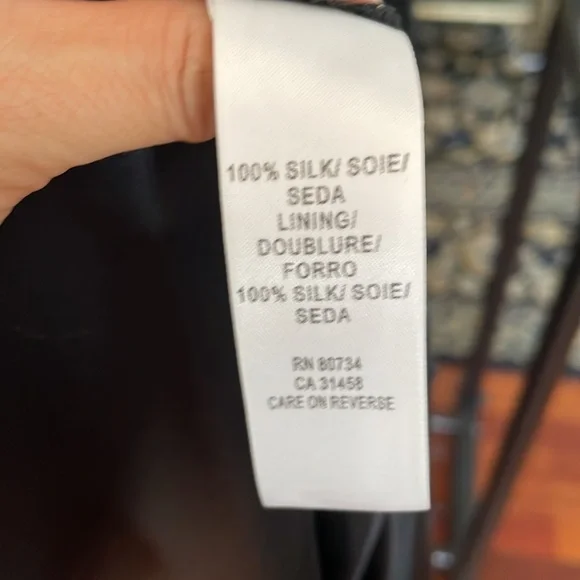 100% SILK/ SOIE/
SEDA
LINING/
DOUBLURE/
FORRO
100% SILK/ SOIE/
SEDA
RN 80734
CA 31458
CARE ON REVERSE